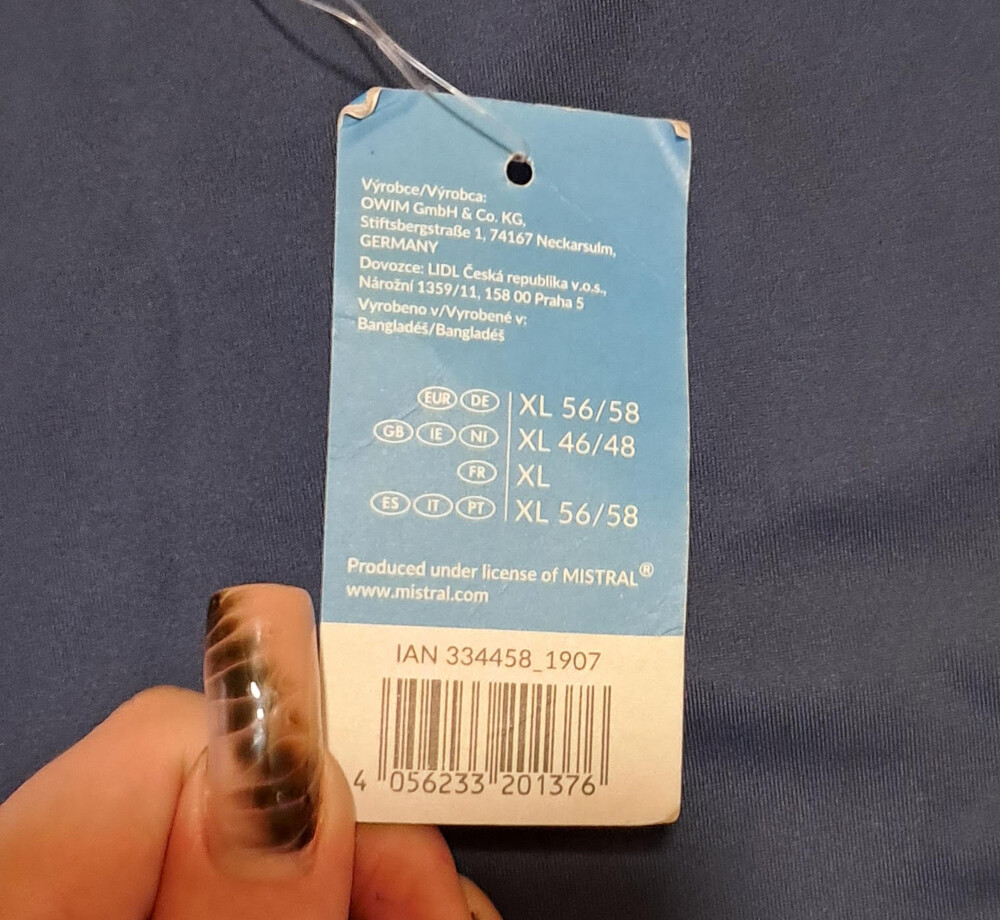 Výrobce/Výrobca:
OWIM GmbH & Co. KG,
Stiftsbergstraße 1, 74167 Neckarsulm,
GERMANY
Dovozce: LIDL Česká republika v.o.s.,
Nárožní 1359/11, 158 00 Praha 5
Vyrobeno v/Vyrobené v:
Bangladéš/Bangladéš
EUR DE XL 56/58
GB IE NI XL 46/48
FR XL
ES IT PT XL 56/58
Produced under license of MISTRAL®
www.mistral.com
IAN 334458_1907
4 056233 201376